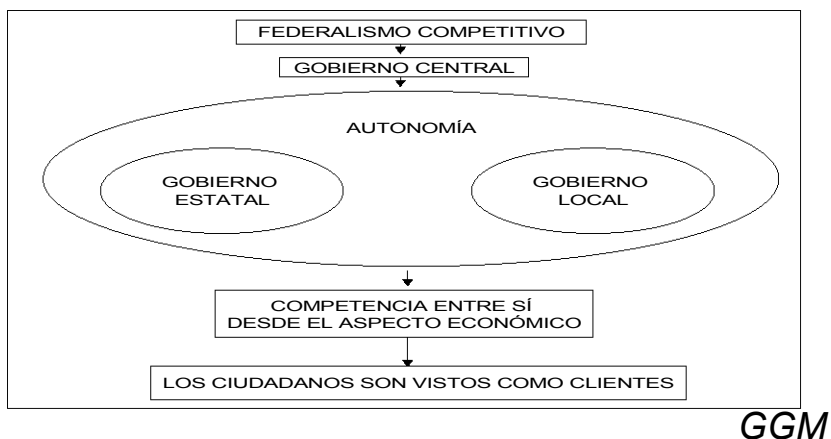 FEDERALISMO COMPETITIVO
GOBIERNO CENTRAL
AUTONOMÍA
GOBIERNO
ESTATAL
GOBIERNO
LOCAL
COMPETENCIA ENTRE SÍ
DESDE EL ASPECTO ECONÓMICO
LOS CIUDADANOS SON VISTOS COMO CLIENTES
GGM